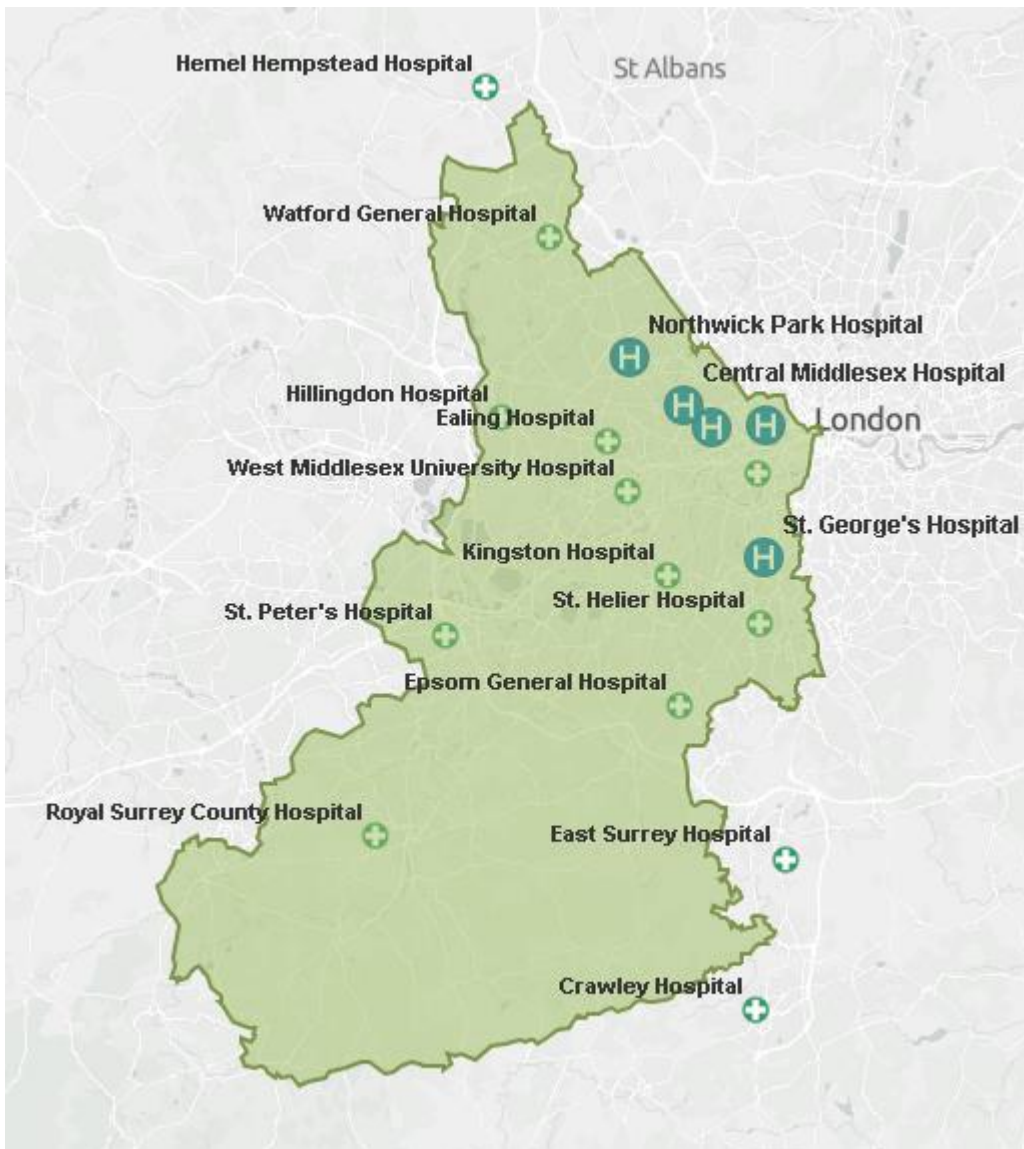 Hemel Hempstead Hospital
St Albans
Watford General Hospital
Northwick Park Hospital
H
Central Middlesex Hospital
Hillingdon Hospital
H
Ealing Hospital
H
H
London
West Middlesex University Hospital
St. George's Hospital
Kingston Hospital
H
St. Helier Hospital
St. Peter's Hospital
Epsom General Hospital
Royal Surrey County Hospital
East Surrey Hospital
Crawley Hospital